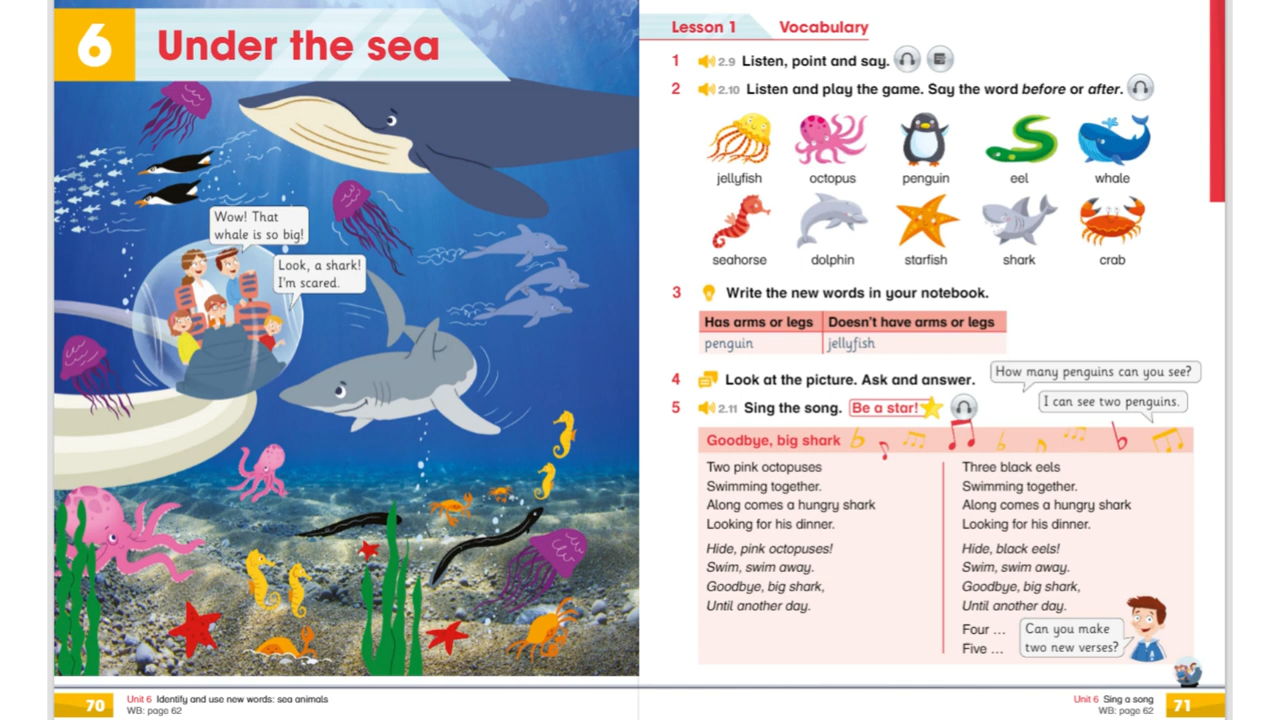 6
Under the sea
Wow! That
whale is so big!
Look, a shark!
I'm scared.
70
Unit 6 Identify and use new words: sea animals
WB: page 62
Lesson 1 Vocabulary
1 2.9 Listen, point and say.
2 2.10 Listen and play the game. Say the word before or after.
jellyfish octopus penguin eel whale
seahorse dolphin starfish shark crab
3 Write the new words in your notebook.
Has arms or legs Doesn't have arms or legs
penguin jellyfish
4 Look at the picture. Ask and answer.
How many penguins can you see?
I can see two penguins.
5 2.11 Sing the song. Be a star!
Goodbye, big shark
Two pink octopuses
Swimming together.
Along comes a hungry shark
Looking for his dinner.
Hide, pink octopuses!
Swim, swim away.
Goodbye, big shark,
Until another day.
Three black eels
Swimming together.
Along comes a hungry shark
Looking for his dinner.
Hide, black eels!
Swim, swim away.
Goodbye, big shark,
Until another day.
Four ...
Five ...
Can you make
two new verses?
Unit 6 Sing a song
WB: page 62
71